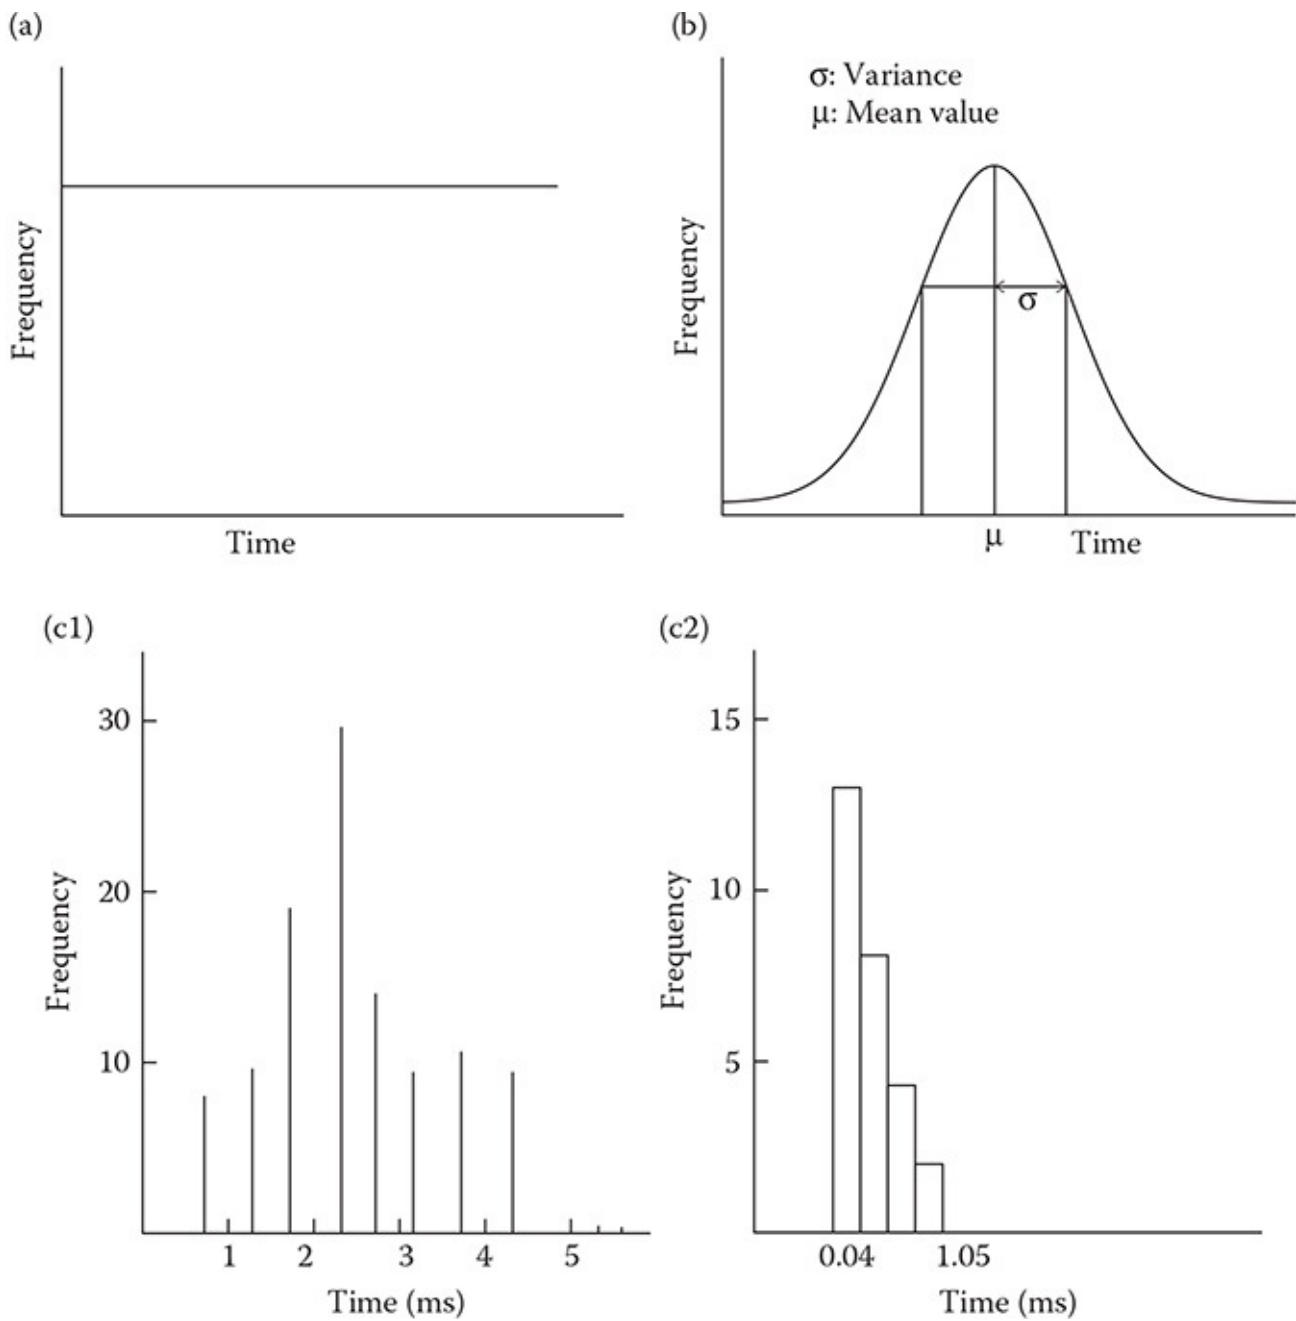 (a)
Frequency
Time
(b)
σ: Variance
μ: Mean value
Frequency
σ
μ
Time
(c1)
30
20
10
Frequency
1 2 3 4 5
Time (ms)
(c2)
15
10
5
Frequency
0.04 1.05
Time (ms)